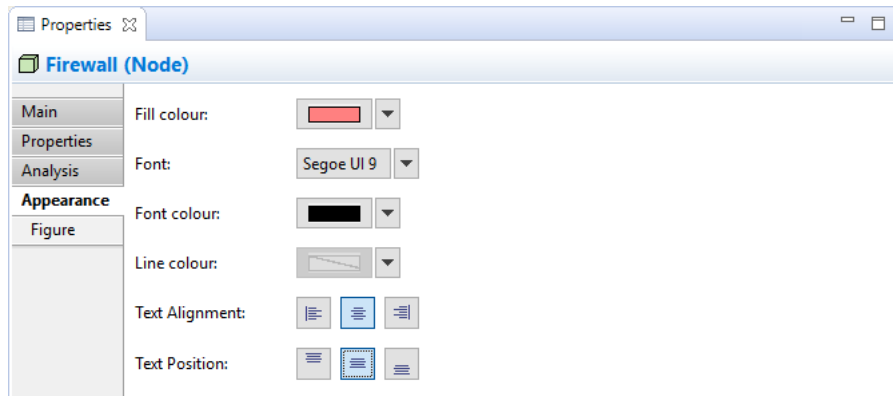 Properties
Firewall (Node)
Main
Properties
Analysis
Appearance
Figure
Fill colour:
Font:
Segoe UI 9
Font colour:
Line colour:
Text Alignment:
Text Position: